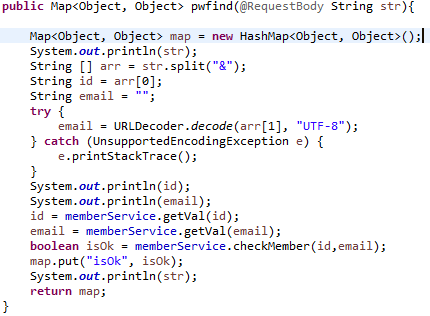 public Map<Object, Object> pwfind(@RequestBody String str){
Map<Object, Object> map = new HashMap<Object, Object>();
System.out.println(str);
String [] arr = str.split("&");
String id = arr[0];
String email = "";
try {
email = URLDecoder.decode(arr[1], "UTF-8");
} catch (UnsupportedEncodingException e) {
e.printStackTrace();
}
System.out.println(id);
System.out.println(email);
id = memberService.getVal(id);
email = memberService.getVal(email);
boolean isOk = memberService.checkMember(id,email);
map.put("isOk", isOk);
System.out.println(str);
return map;
}